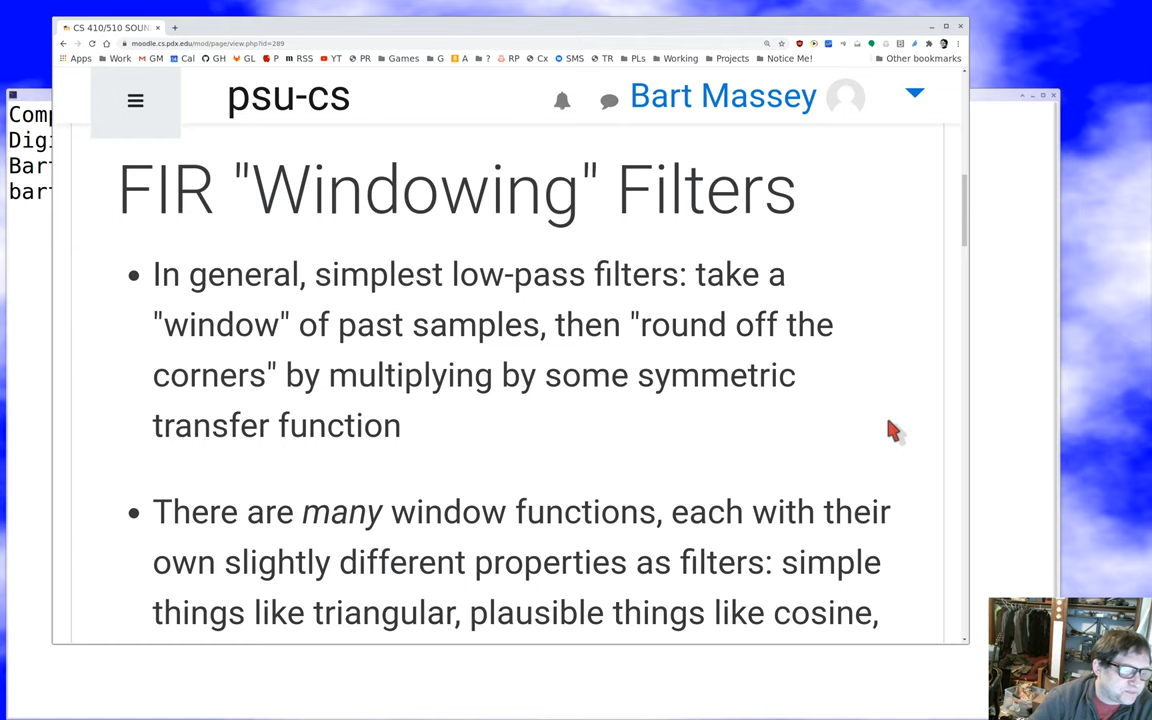 CS 410/510 SOUN
moodle.cs.pdx.edu/mod/page/view.php?id=289
Apps Work GM Cal GH GL P RSS YT PR Games G A ? RP Cx SMS TR PLs Working Projects Notice Me! Other bookmarks
psu-cs Bart Massey
Com
Digi
Bar
bart
FIR "Windowing" Filters
• In general, simplest low-pass filters: take a
"window" of past samples, then "round off the
corners" by multiplying by some symmetric
transfer function
• There are many window functions, each with their
own slightly different properties as filters: simple
things like triangular, plausible things like cosine,